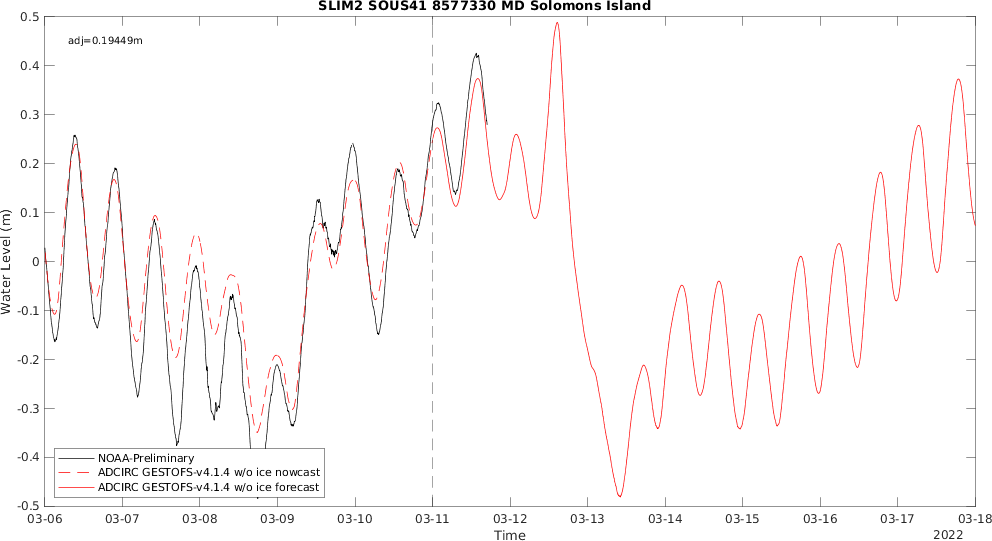 SLIM2 SOUS41 8577330 MD Solomons Island
adj=0.19449m
0.5
0.4
0.3
0.2
0.1
0
-0.1
-0.2
-0.3
-0.4
-0.5
Water Level (m)
NOAA-Preliminary
ADCIRC GESTOFS-v4.1.4 w/o ice nowcast
ADCIRC GESTOFS-v4.1.4 w/o ice forecast
03-06 03-07 03-08 03-09 03-10 03-11 03-12 03-13 03-14 03-15 03-16 03-17 03-18
Time
2022